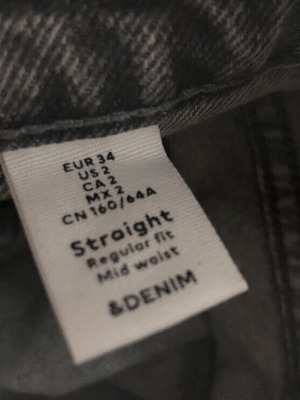 EUR 34
US 2
CA 2
MX 2
CN 160/64A
Straight
Regular fit
Mid waist
&DENIM